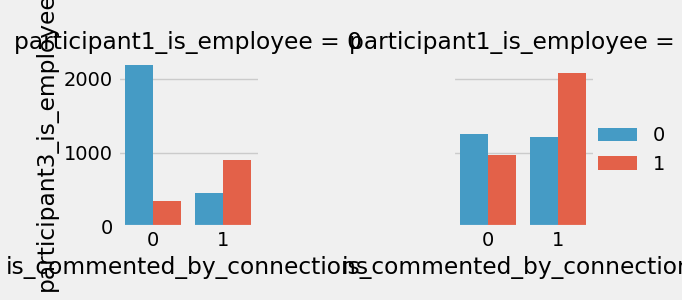 participant1_is_employee = 0
participant1_is_employee =
participant3_is_employee
2000
1000
0
0
1
0
1
0
1
is_commented_by_connections
is_commented_by_connection